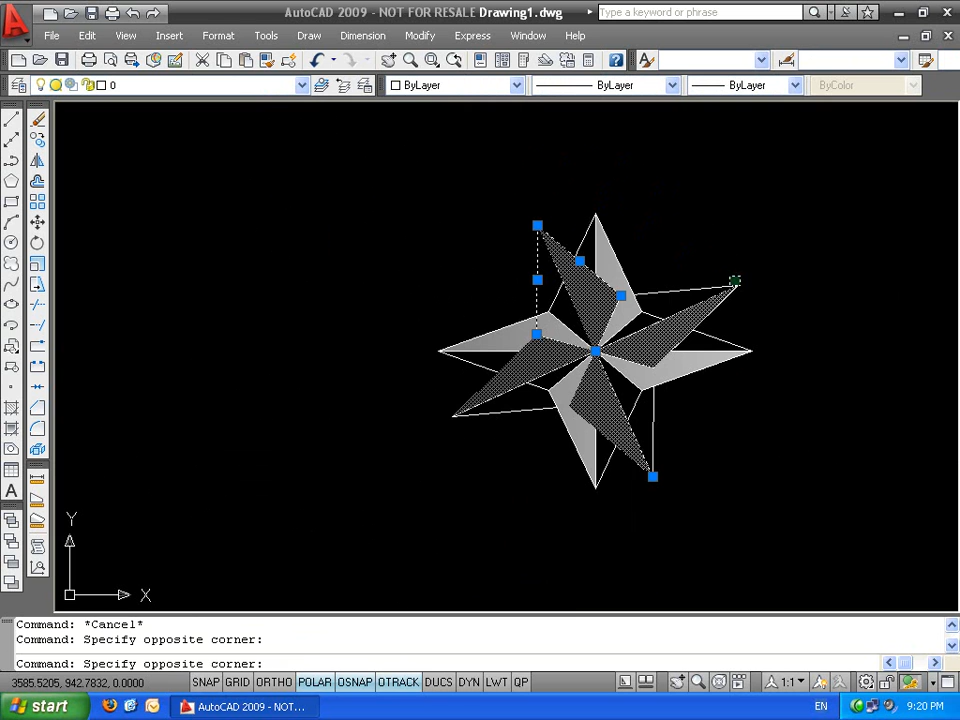 AutoCAD 2009 - NOT FOR RESALE Drawing1.dwg
Type a keyword or phrase
File Edit View Insert Format Tools Draw Dimension Modify Express Window Help
0 ByLayer ByLayer ByLayer ByColor
A
Y
X
Command: *Cancel*
Command: Specify opposite corner:
Command: Specify opposite corner:
3585.5205, 942.7832, 0.0000 SNAP GRID ORTHO POLAR OSNAP OTRACK DUCS DYN LWT QP 1:1
start AutoCAD 2009 - NOT... EN 9:20 PM